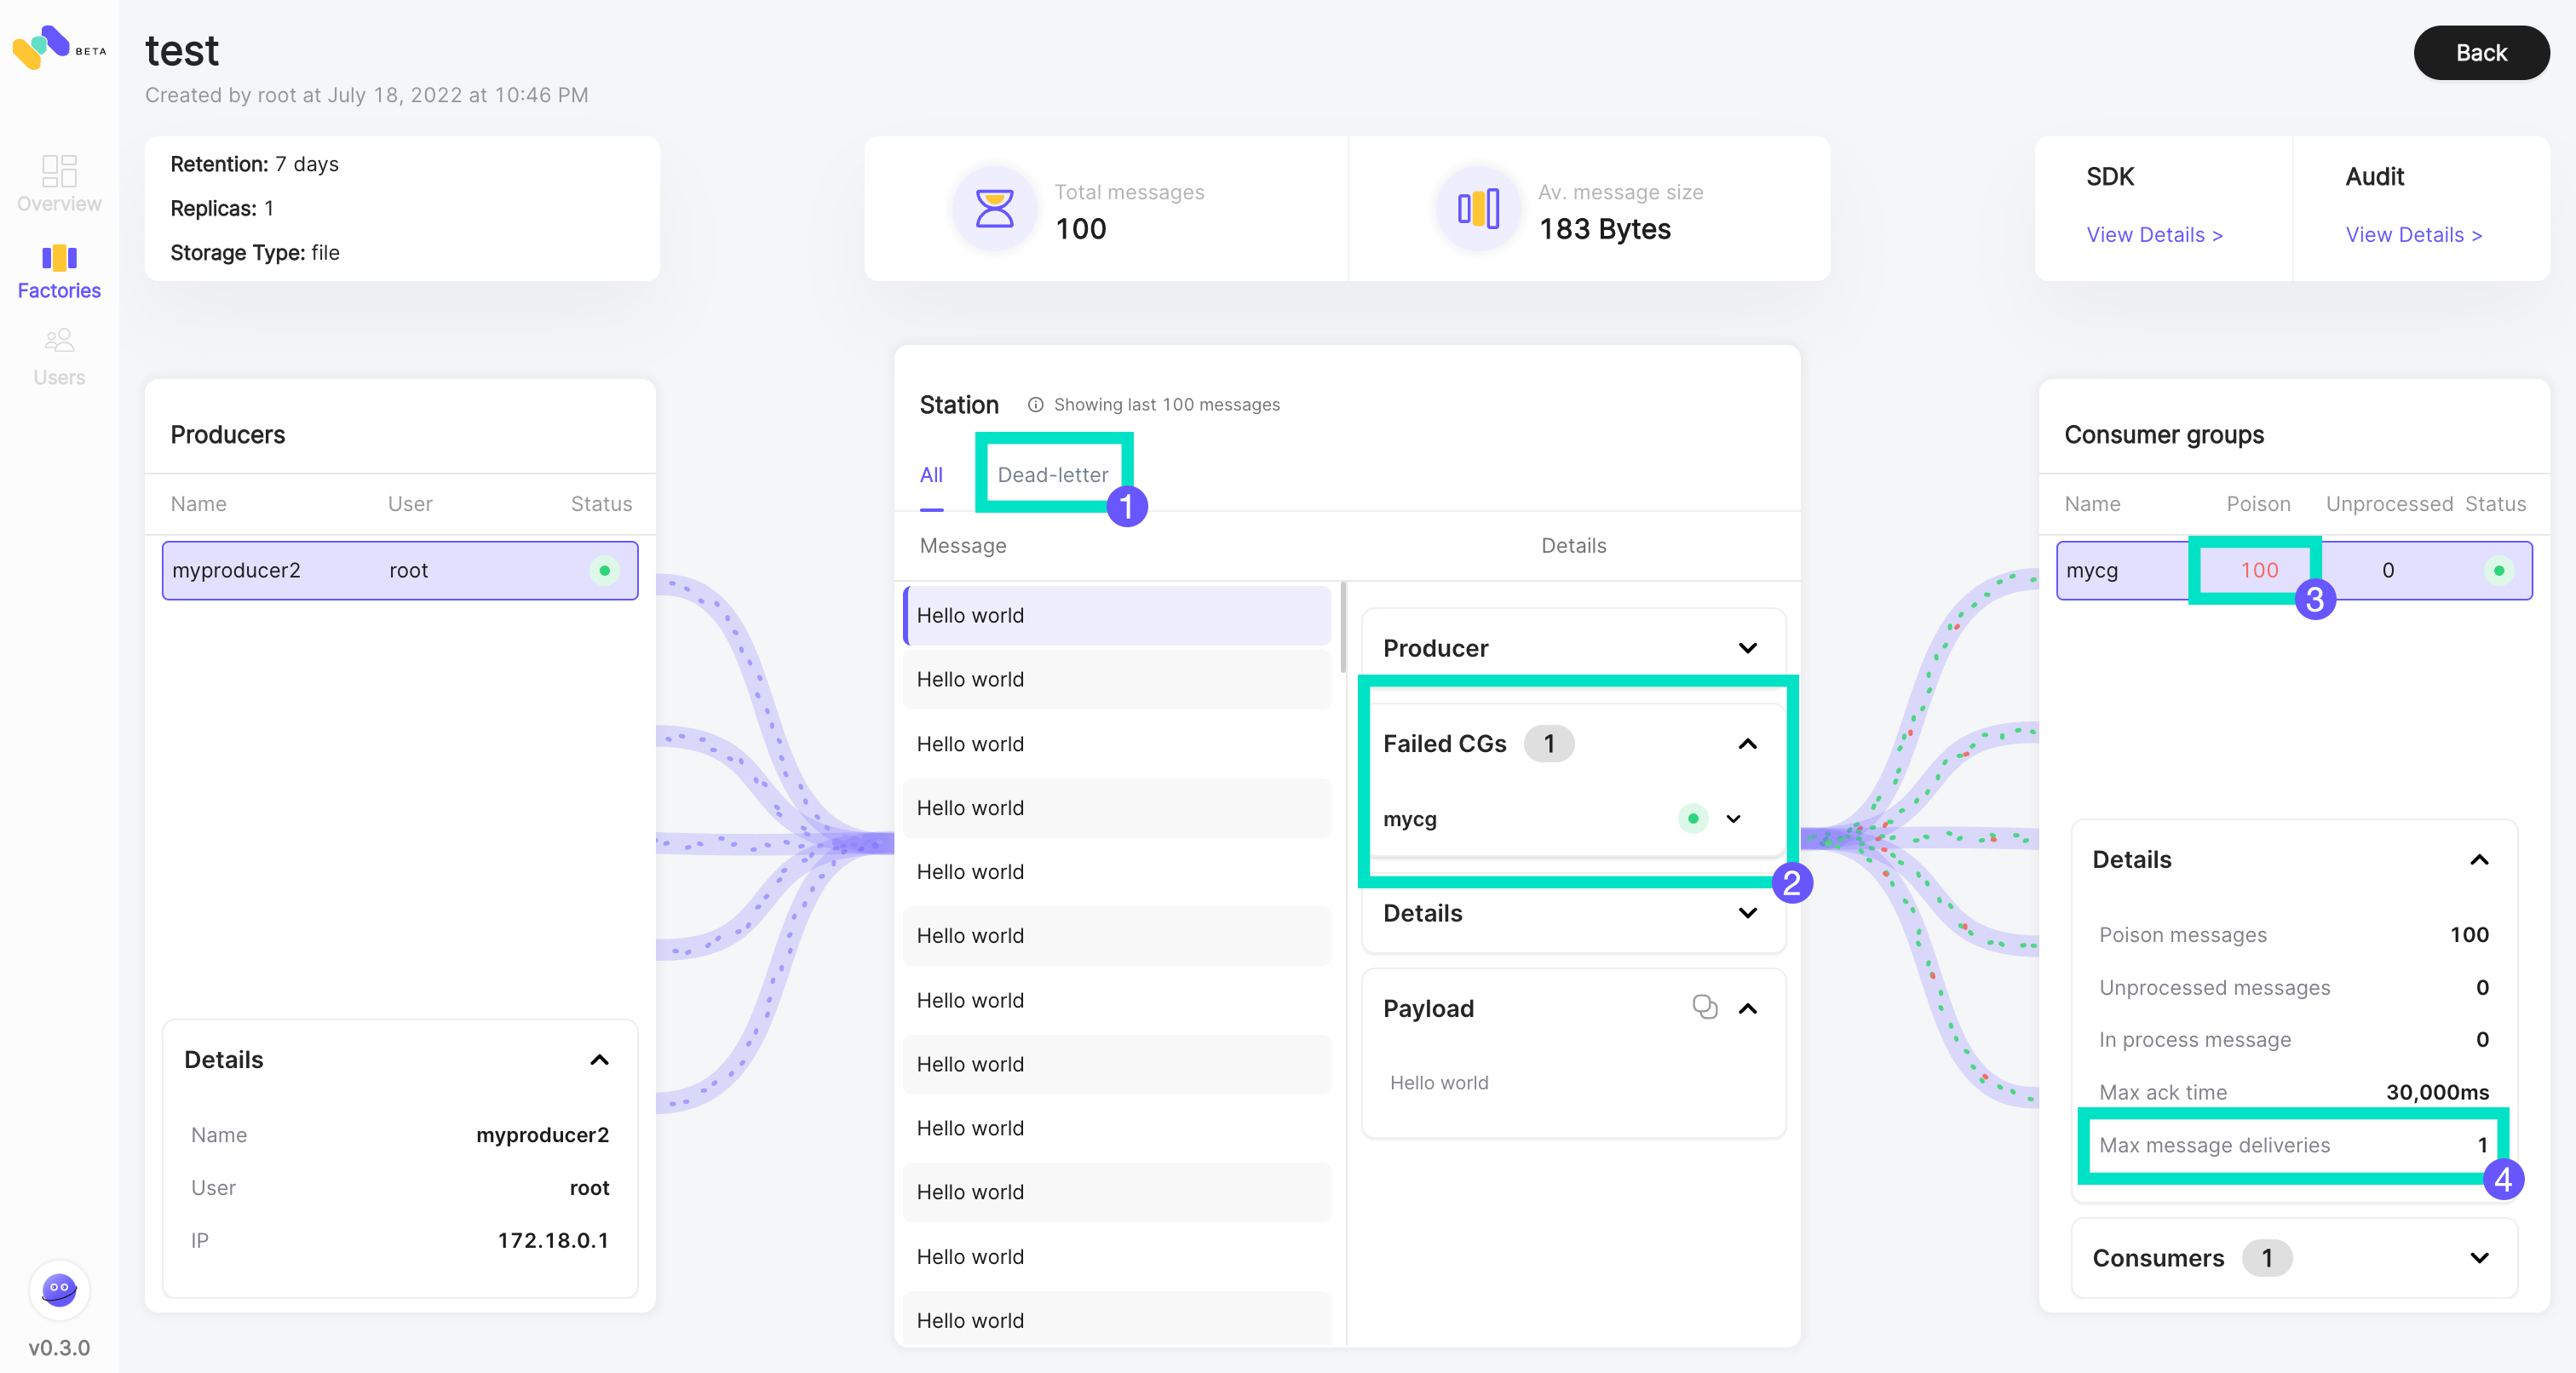 BETA
Overview
Factories
Users
v0.3.0
test
Created by root at July 18, 2022 at 10:46 PM
Back
Retention: 7 days
Replicas: 1
Storage Type: file
Total messages
100
Av. message size
183 Bytes
SDK
View Details >
Audit
View Details >
Producers
Name User Status
myproducer2 root
Details
Name myproducer2
User root
IP 172.18.0.1
Station Showing last 100 messages
All Dead-letter
1
Message Details
Hello world
Hello world
Hello world
Hello world
Hello world
Hello world
Hello world
Hello world
Hello world
Hello world
Hello world
Hello world
Producer
Failed CGs 1
mycg
2
Details
Payload
Hello world
Consumer groups
Name Poison Unprocessed Status
mycg 100 0
3
Details
Poison messages 100
Unprocessed messages 0
In process message 0
Max ack time 30,000ms
Max message deliveries 1
4
Consumers 1